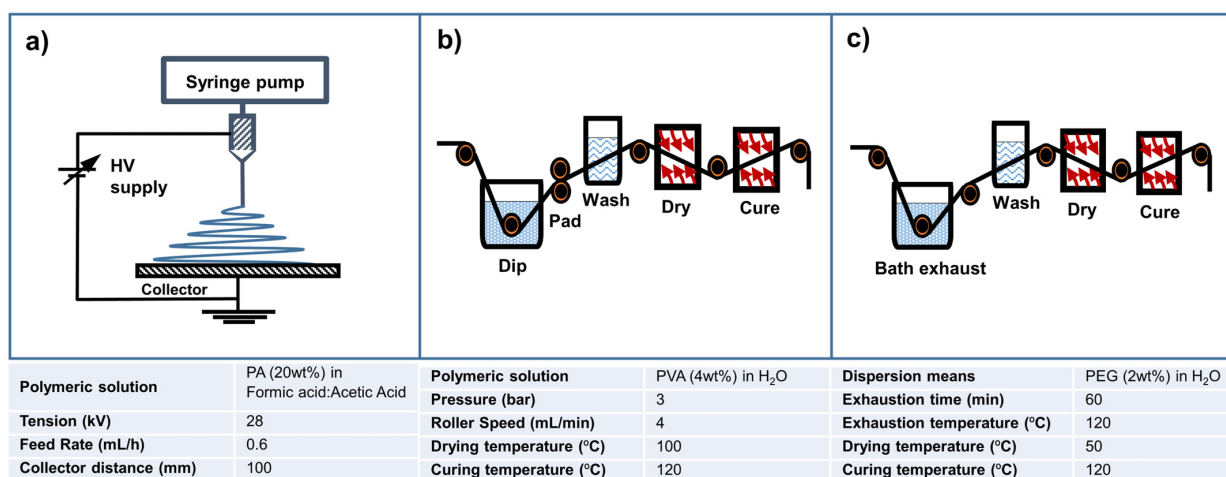 a)
Syringe pump
HV
supply
Collector
b)
Dip
Pad
Wash
Dry
Cure
c)
Bath exhaust
Wash
Dry
Cure
Polymeric solution PA (20wt%) in
Formic acid:Acetic Acid
Tension (kV) 28
Feed Rate (mL/h) 0.6
Collector distance (mm) 100
Polymeric solution PVA (4wt%) in H₂O
Pressure (bar) 3
Roller Speed (mL/min) 4
Drying temperature (ºC) 100
Curing temperature (ºC) 120
Dispersion means PEG (2wt%) in H₂O
Exhaustion time (min) 60
Exhaustion temperature (ºC) 120
Drying temperature (ºC) 50
Curing temperature (ºC) 120